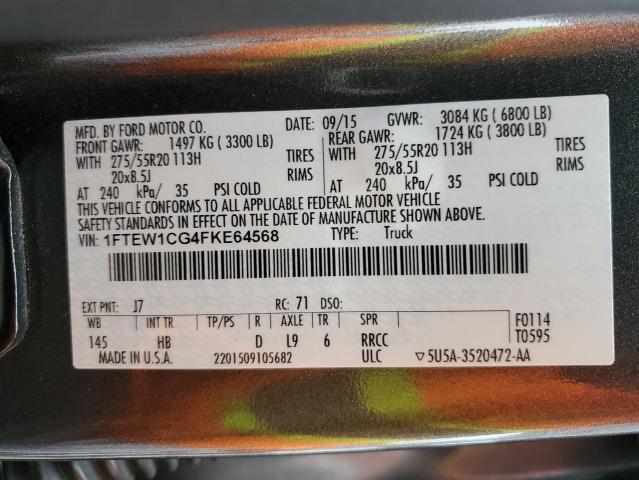 MFD. BY FORD MOTOR CO. DATE: 09/15 GVWR: 3084 KG ( 6800 LB)
FRONT GAWR: 1497 KG ( 3300 LB) REAR GAWR: 1724 KG ( 3800 LB)
WITH 275/55R20 113H TIRES WITH 275/55R20 113H TIRES
20x8.5J RIMS 20x8.5J RIMS
AT 240 kPa/ 35 PSI COLD AT 240 kPa/ 35 PSI COLD
THIS VEHICLE CONFORMS TO ALL APPLICABLE FEDERAL MOTOR VEHICLE
SAFETY STANDARDS IN EFFECT ON THE DATE OF MANUFACTURE SHOWN ABOVE.
VIN: 1FTEW1CG4FKE64568 TYPE: Truck
EXT PNT: J7 RC: 71 DSO:
WB INT TR TP/PS R AXLE TR SPR F0114
145 HB D L9 6 RRCC T0595
MADE IN U.S.A. 2201509105682 ULC ▽5U5A-3520472-AA